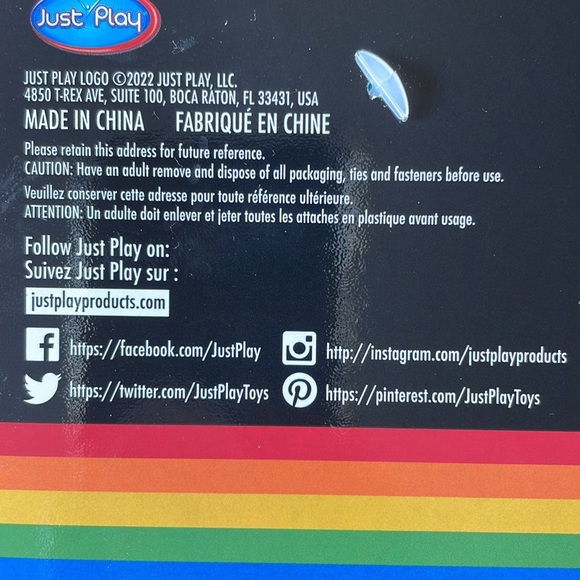 Just Play
JUST PLAY LOGO ©2022 JUST PLAY, LLC.
4850 T-REX AVE, SUITE 100, BOCA RATON, FL 33431, USA
MADE IN CHINA FABRIQUÉ EN CHINE
Please retain this address for future reference.
CAUTION: Have an adult remove and dispose of all packaging, ties and fasteners before use.
Veuillez conserver cette adresse pour toute référence ultérieure.
ATTENTION: Un adulte doit enlever et jeter toutes les attaches en plastique avant usage.
Follow Just Play on:
Suivez Just Play sur :
justplayproducts.com
https://facebook.com/JustPlay http://instagram.com/justplayproducts
https://twitter.com/JustPlayToys https://pinterest.com/JustPlayToys